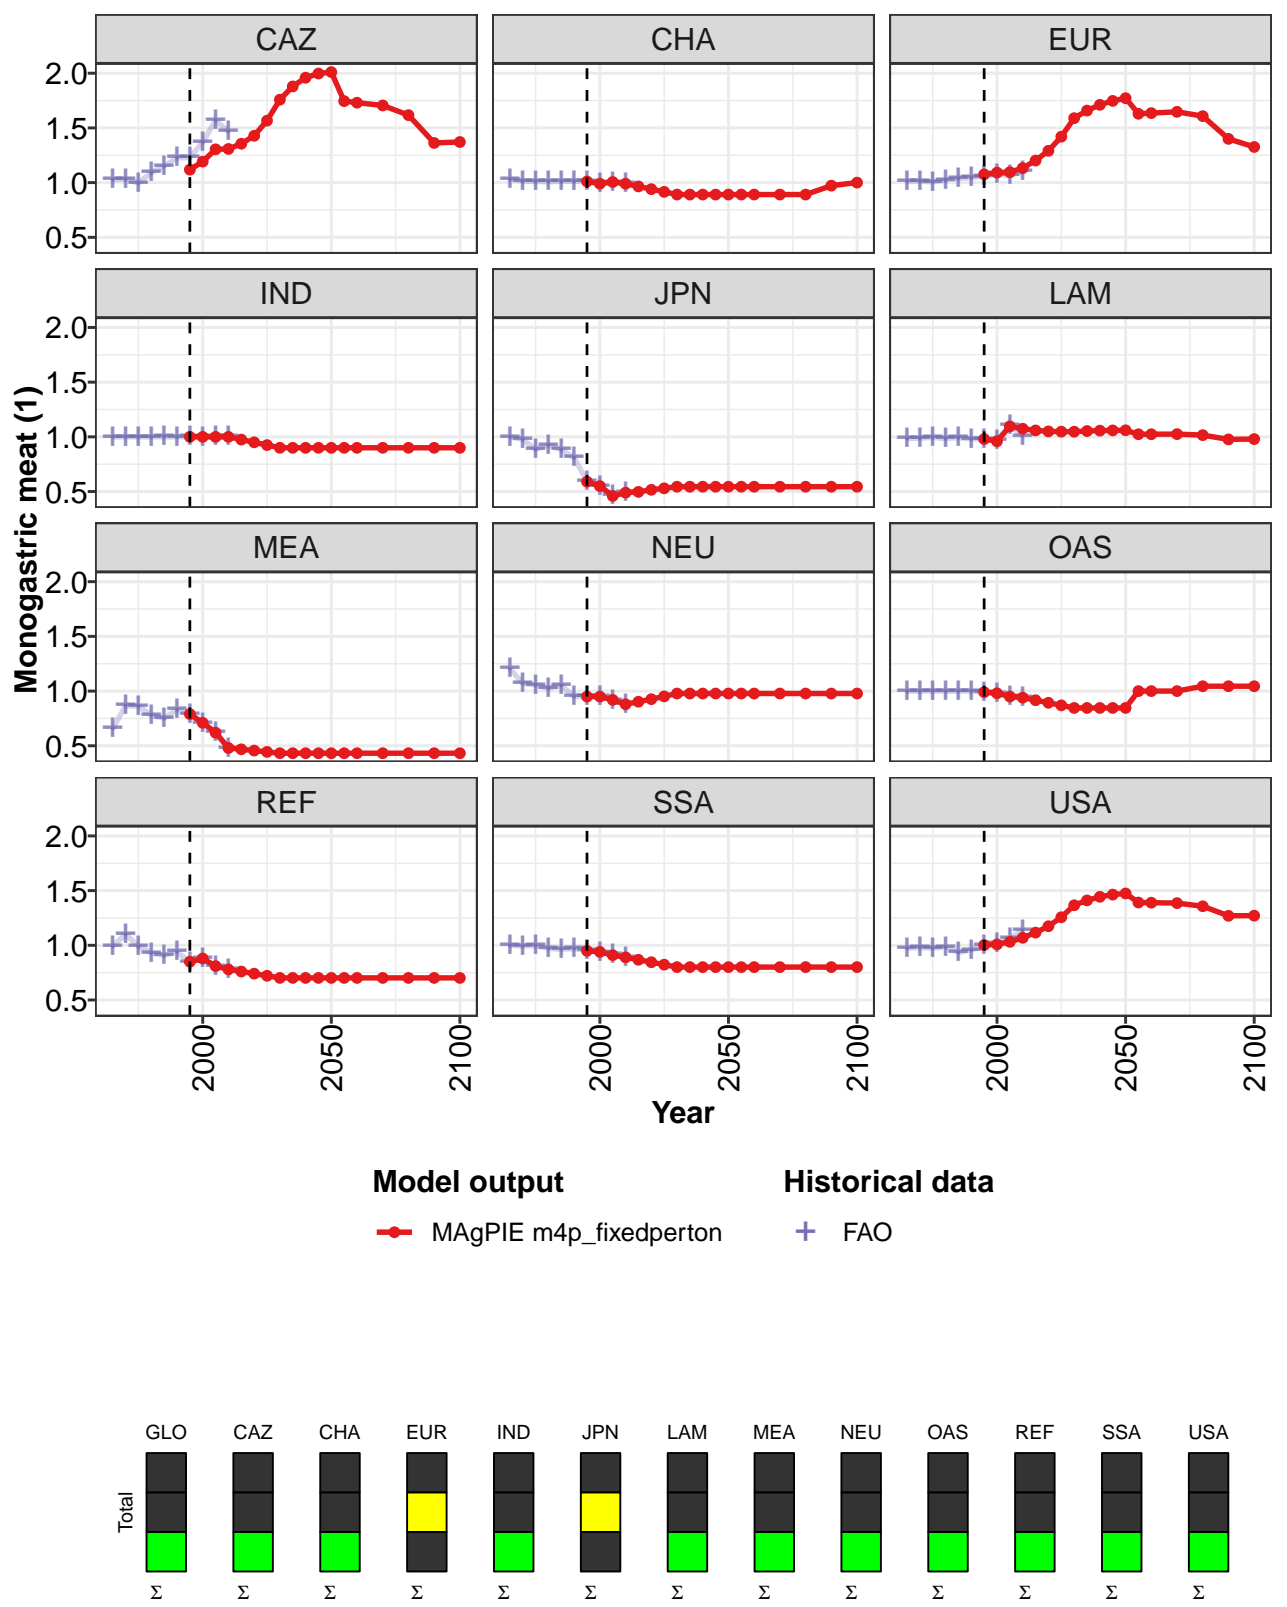 CAZ CHA EUR
2.0
1.5
1.0
0.5
IND JPN LAM
2.0
1.5
1.0
0.5
MEA NEU OAS
2.0
1.5
1.0
0.5
REF SSA USA
2.0
1.5
1.0
0.5
Monogastric meat (1)
2000 2050 2100 2000 2050 2100 2000 2050 2100
Year
Model output Historical data
MAgPIE m4p_fixedperton FAO
GLO CAZ CHA EUR IND JPN LAM MEA NEU OAS REF SSA USA
Total
Σ Σ Σ Σ Σ Σ Σ Σ Σ Σ Σ Σ Σ